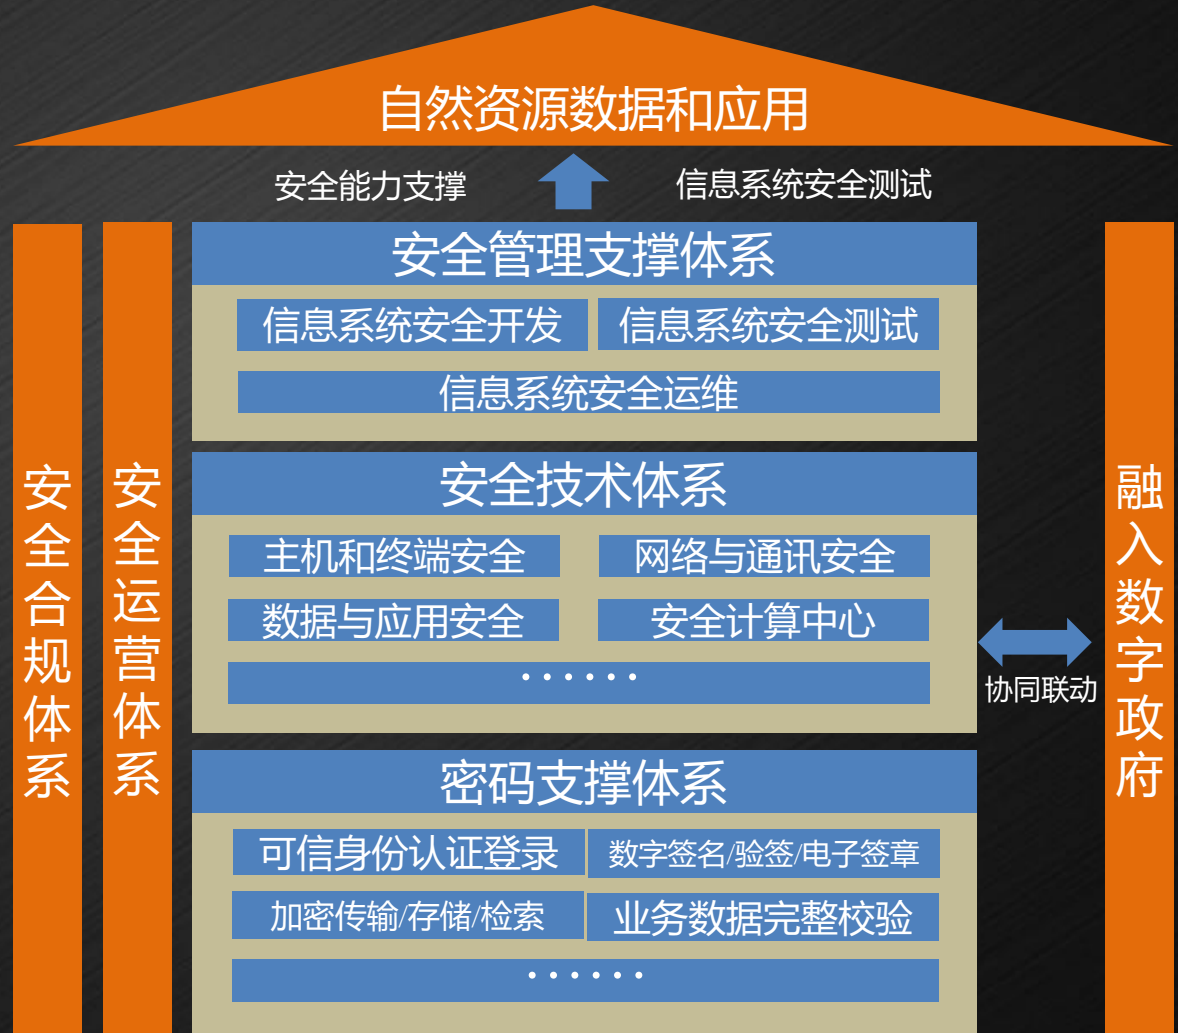 自然资源数据和应用
安全能力支撑
信息系统安全测试
安全合规体系
安全运营体系
安全管理支撑体系
信息系统安全开发
信息系统安全测试
信息系统安全运维
安全技术体系
主机和终端安全
网络与通讯安全
数据与应用安全
安全计算中心
······
密码支撑体系
可信身份认证登录
数字签名/验签/电子签章
加密传输/存储/检索
业务数据完整校验
······
协同联动
融入数字政府